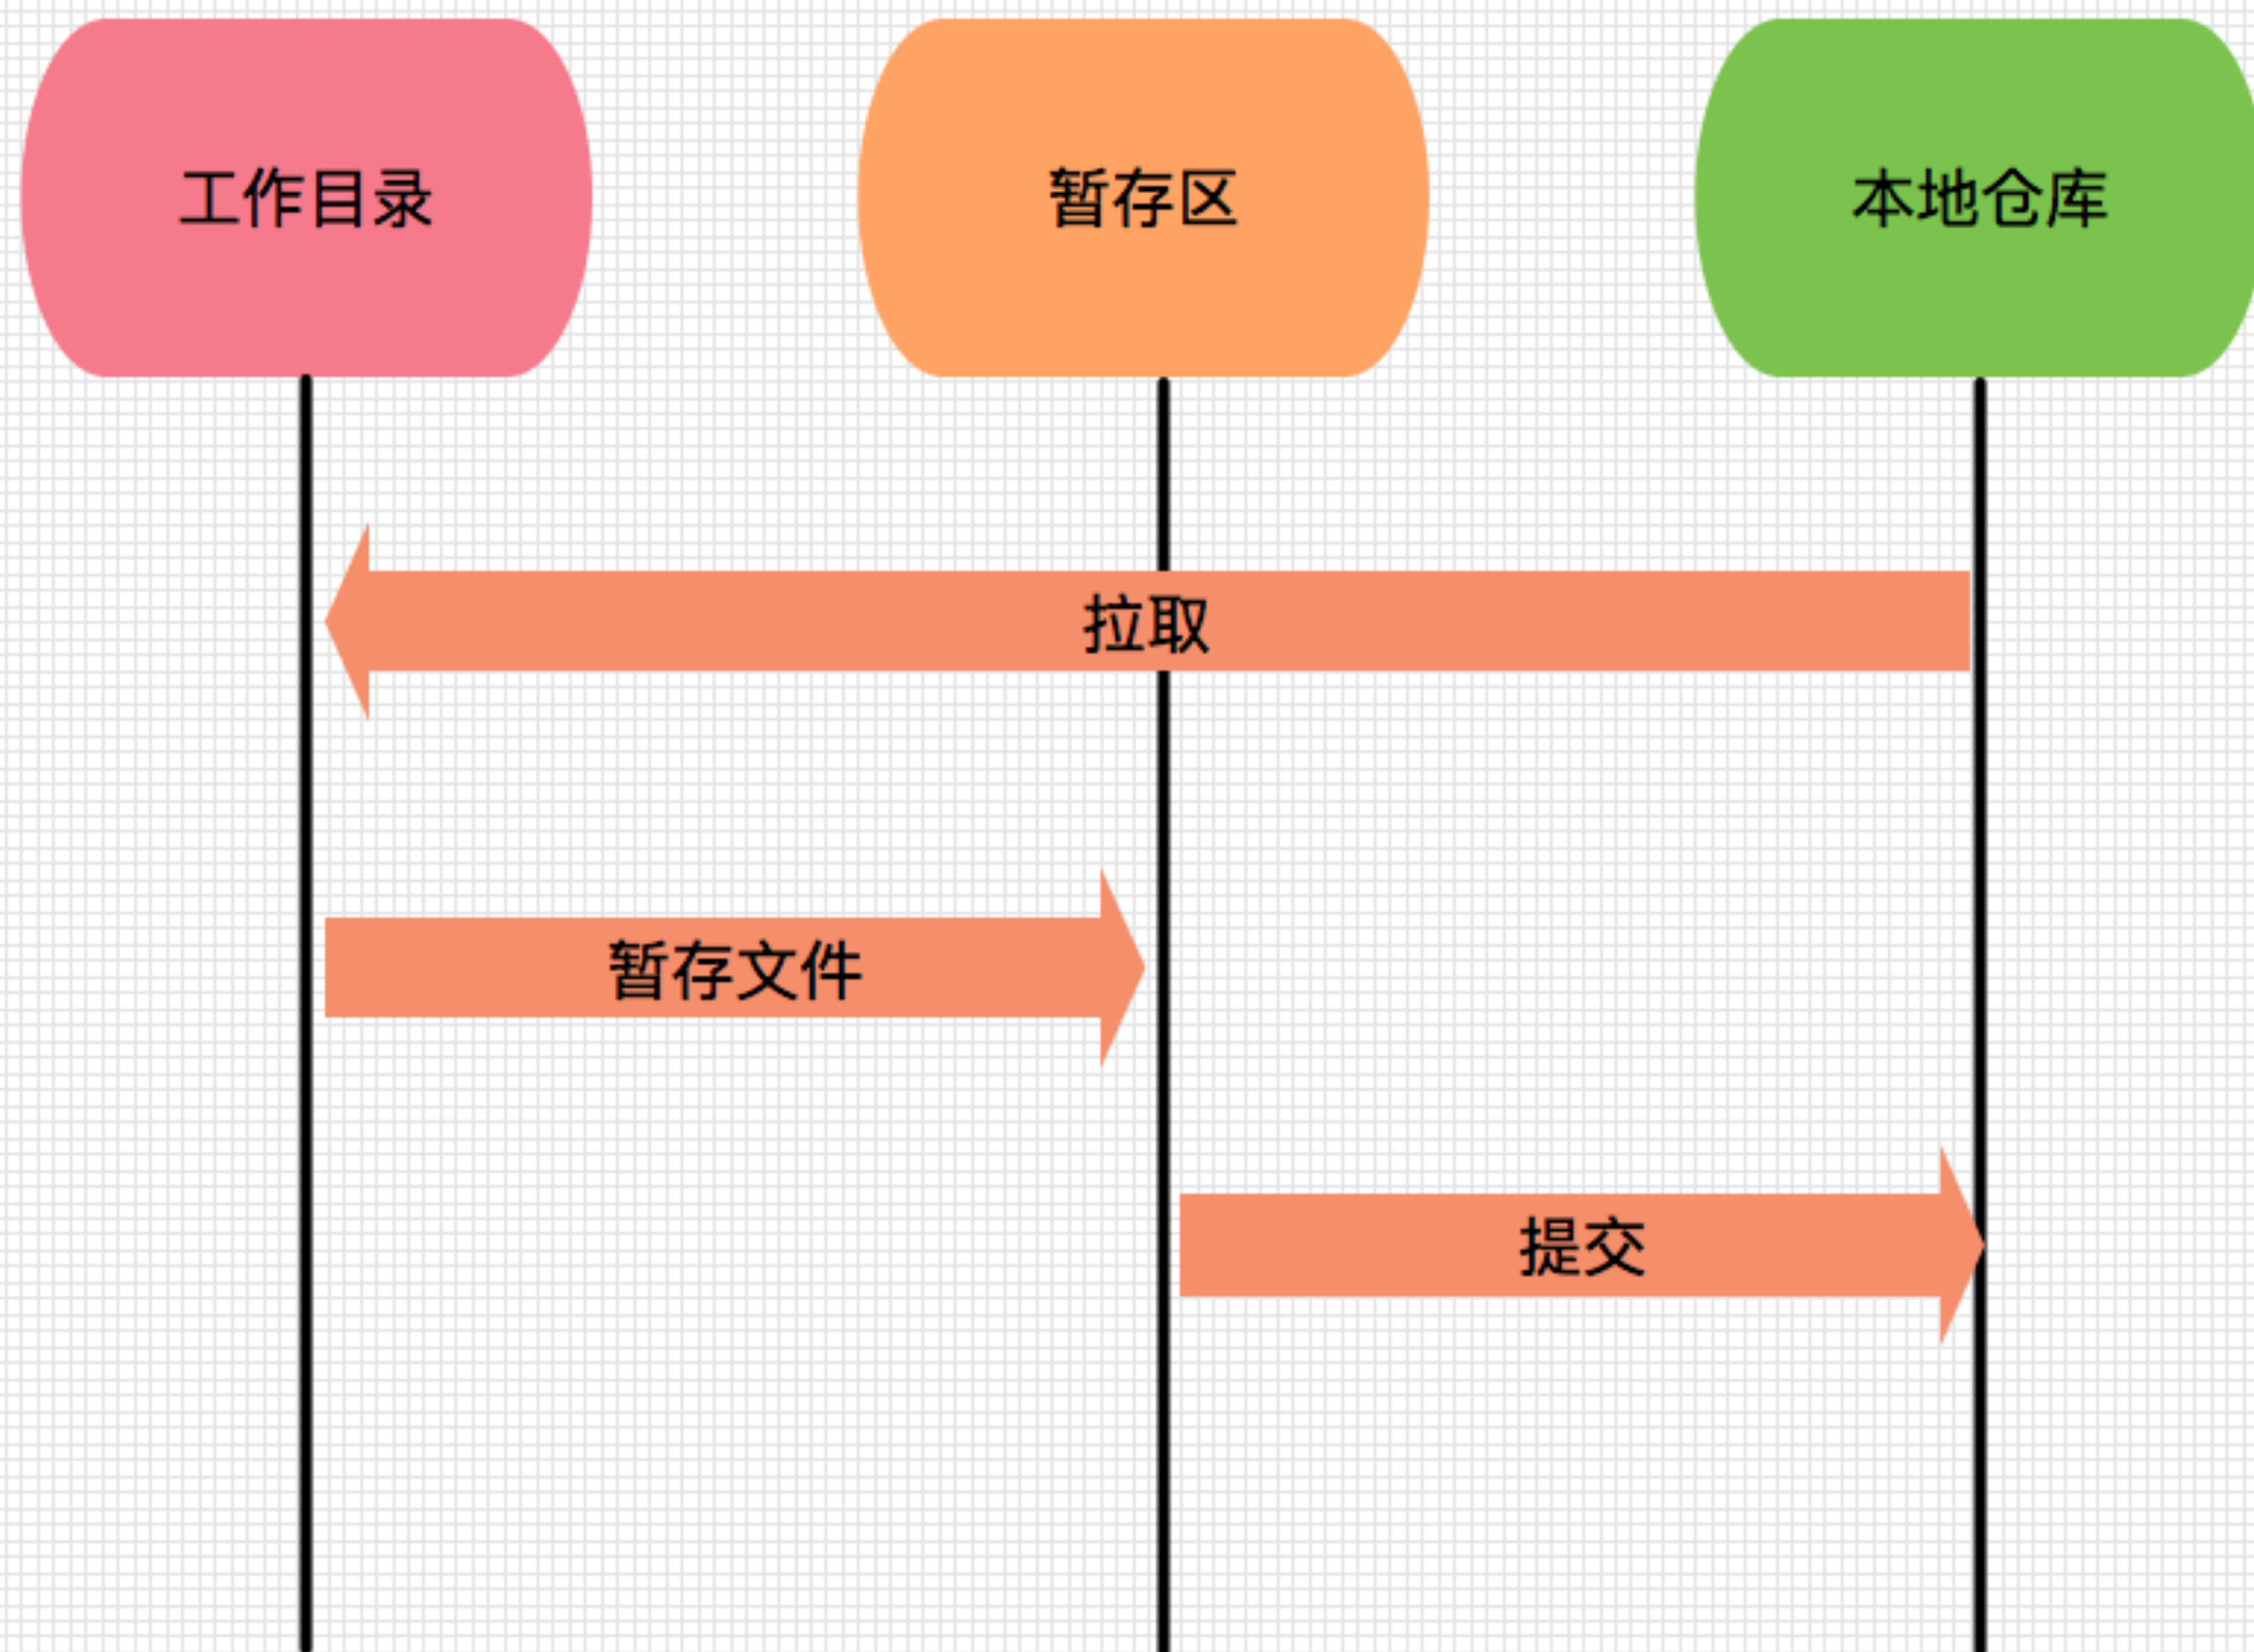 工作目录
暂存区
本地仓库
拉取
暂存文件
提交